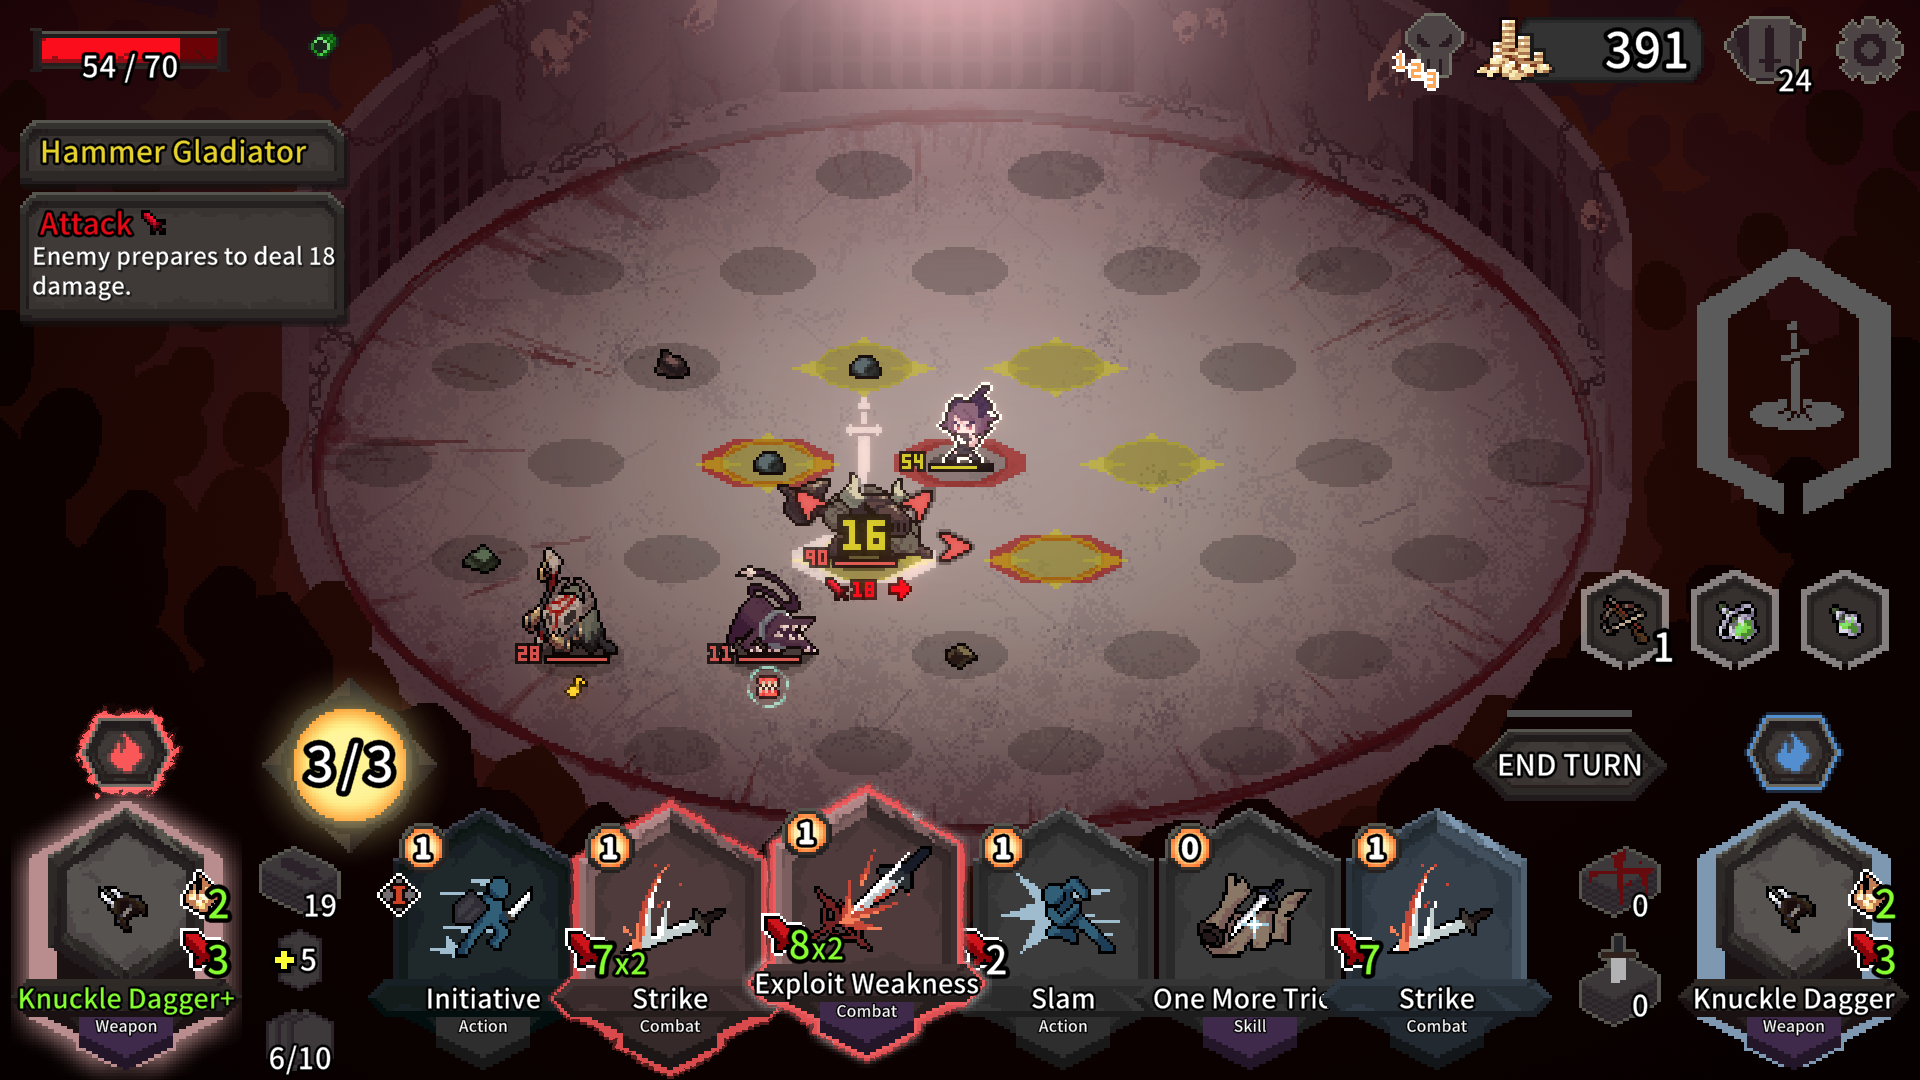 54 / 70
123
391
24
Hammer Gladiator
Attack
Enemy prepares to deal 18
damage.
54
16
90
18
28
11
1
3/3
END TURN
2
3
Knuckle Dagger+
Weapon
19
+5
6/10
1
I
Initiative
Action
1
7x2
Strike
Combat
1
8x2
Exploit Weakness
Combat
1
2
Slam
Action
0
One More Tric
Skill
1
7
Strike
Combat
0
0
2
3
Knuckle Dagger
Weapon